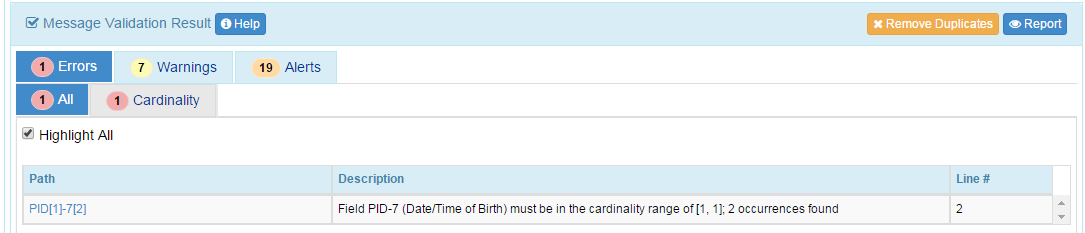 Message Validation Result Help Remove Duplicates Report
1 Errors 7 Warnings 19 Alerts
1 All 1 Cardinality
Highlight All
Path Description Line #
PID[1]-7[2] Field PID-7 (Date/Time of Birth) must be in the cardinality range of [1, 1]; 2 occurrences found 2